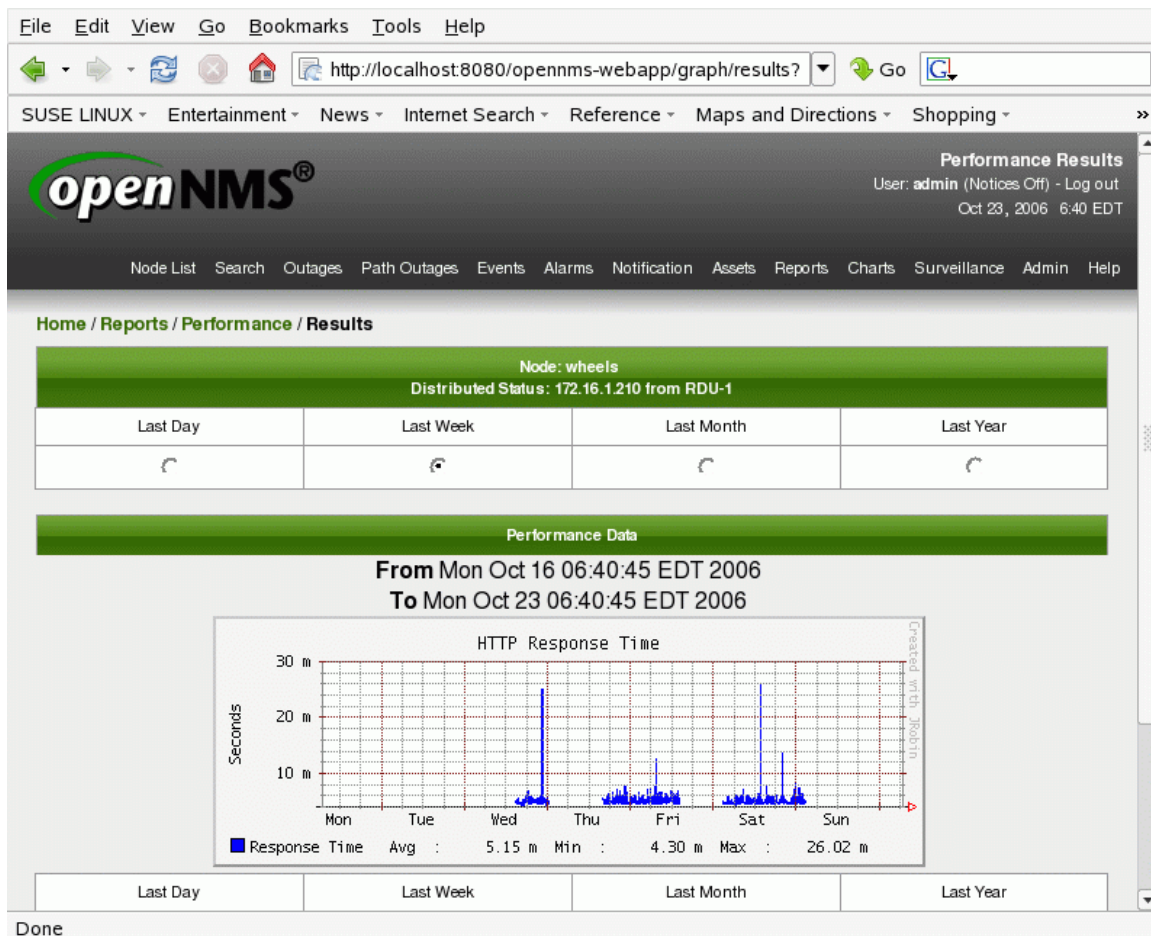 File Edit View Go Bookmarks Tools Help
http://localhost:8080/opennms-webapp/graph/results? Go G
SUSE LINUX Entertainment News Internet Search Reference Maps and Directions Shopping »
openNMS®
Performance Results
User: admin (Notices Off) - Log out
Oct 23, 2006 6:40 EDT
Node List Search Outages Path Outages Events Alarms Notification Assets Reports Charts Surveillance Admin Help
Home / Reports / Performance / Results
Node: wheels
Distributed Status: 172.16.1.210 from RDU-1
Last Day Last Week Last Month Last Year
Performance Data
From Mon Oct 16 06:40:45 EDT 2006
To Mon Oct 23 06:40:45 EDT 2006
HTTP Response Time
Created with JRobin
Seconds
30 m
20 m
10 m
Mon Tue Wed Thu Fri Sat Sun
Response Time Avg : 5.15 m Min : 4.30 m Max : 26.02 m
Last Day Last Week Last Month Last Year
Done